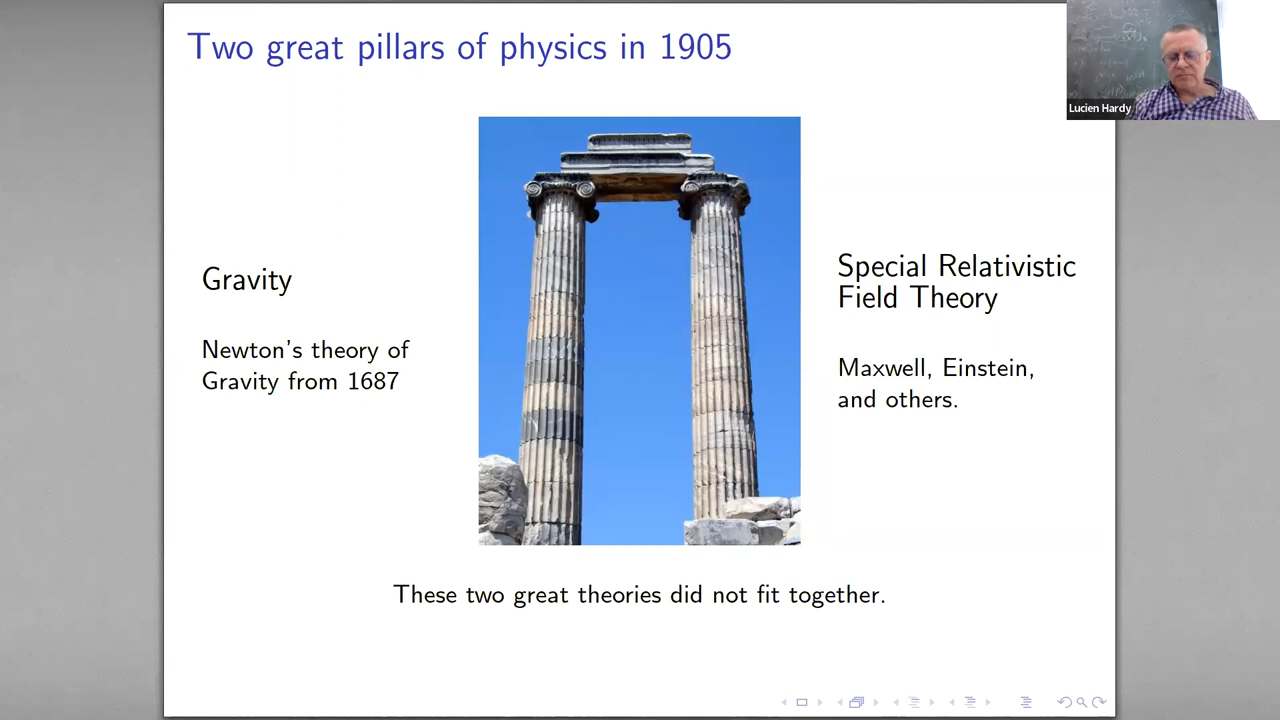 Two great pillars of physics in 1905
Lucien Hardy
Gravity
Newton's theory of
Gravity from 1687
Special Relativistic
Field Theory
Maxwell, Einstein,
and others.
These two great theories did not fit together.